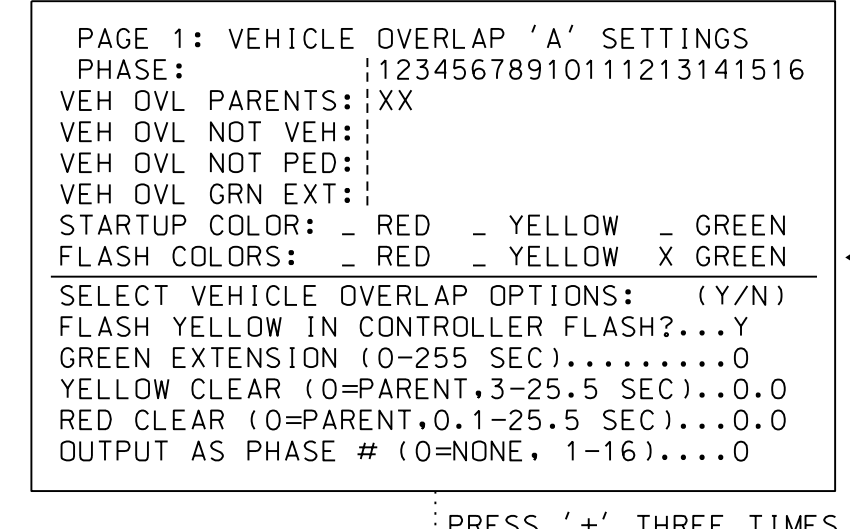 PAGE 1: VEHICLE OVERLAP 'A' SETTINGS
PHASE: ¦12345678910111213141516
VEH OVL PARENTS:¦XX
VEH OVL NOT VEH:¦
VEH OVL NOT PED:¦
VEH OVL GRN EXT:¦
STARTUP COLOR: _ RED _ YELLOW _ GREEN
FLASH COLORS: _ RED _ YELLOW X GREEN
SELECT VEHICLE OVERLAP OPTIONS: (Y/N)
FLASH YELLOW IN CONTROLLER FLASH?...Y
GREEN EXTENSION (0-255 SEC).........0
YELLOW CLEAR (0=PARENT,3-25.5 SEC)..0.0
RED CLEAR (0=PARENT,0.1-25.5 SEC)...0.0
OUTPUT AS PHASE # (0=NONE, 1-16)....0
PRESS '+' THREE TIMES